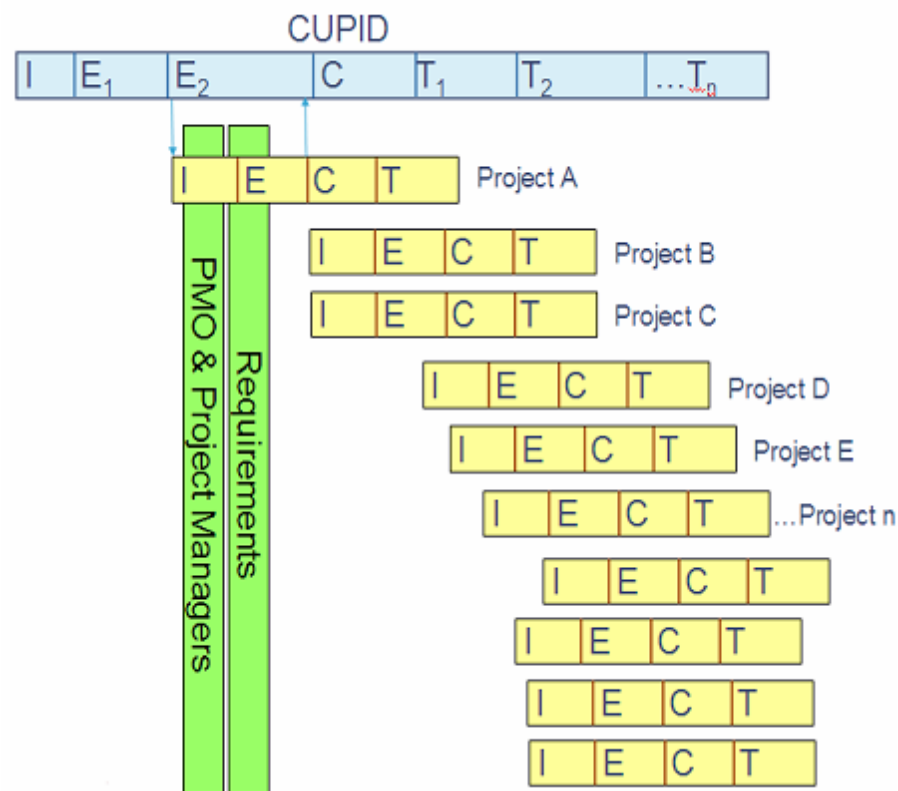 CUPID
I E₁ E₂ C T₁ T₂ ...Tₙ
I E C T Project A
I E C T Project B
I E C T Project C
I E C T Project D
I E C T Project E
I E C T ...Project n
I E C T
I E C T
I E C T
I E C T
PMO & Project Managers
Requirements